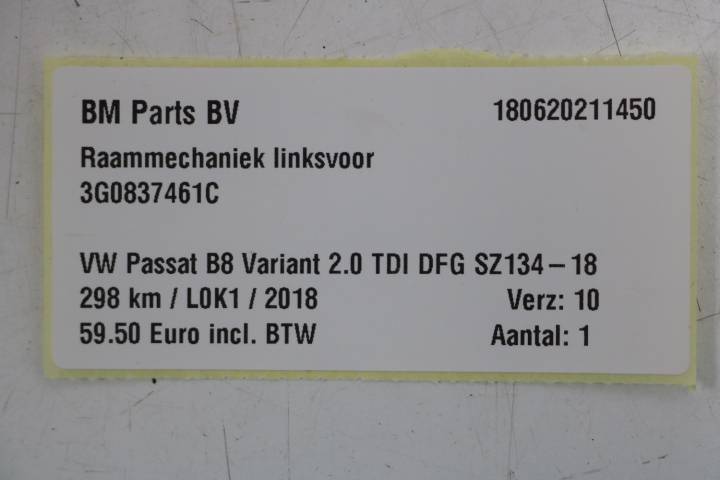 BM Parts BV 180620211450
Raammechaniek linksvoor
3G0837461C
VW Passat B8 Variant 2.0 TDI DFG SZ134-18
298 km / L0K1 / 2018 Verz: 10
59.50 Euro incl. BTW Aantal: 1